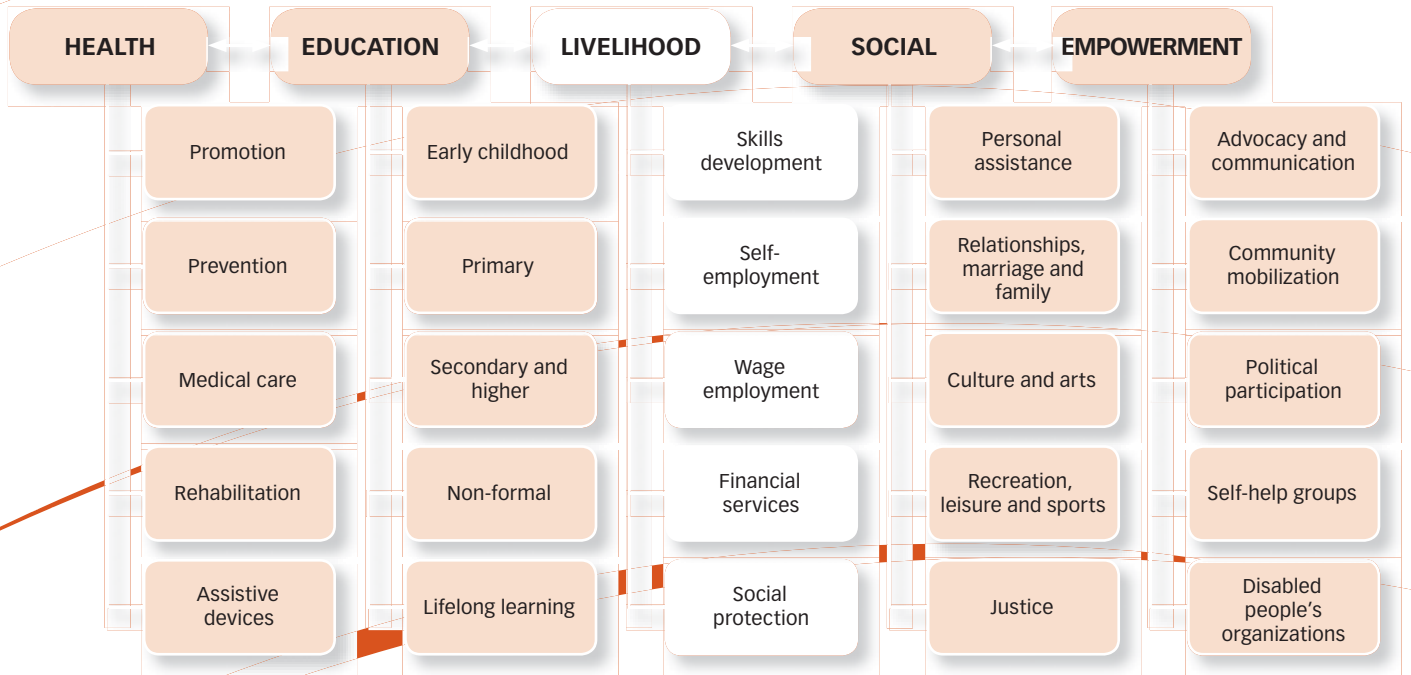 HEALTH
EDUCATION
LIVELIHOOD
SOCIAL
EMPOWERMENT
Promotion
Prevention
Medical care
Rehabilitation
Assistive
devices
Early childhood
Primary
Secondary and
higher
Non-formal
Lifelong learning
Skills
development
Self-
employment
Wage
employment
Financial
services
Social
protection
Personal
assistance
Relationships,
marriage and
family
Culture and arts
Recreation,
leisure and sports
Justice
Advocacy and
communication
Community
mobilization
Political
participation
Self-help groups
Disabled
people’s
organizations